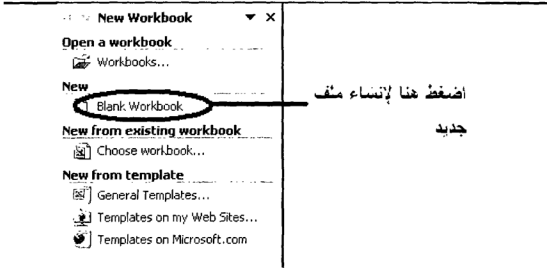 New Workbook
Open a workbook
Workbooks...
New
Blank Workbook
New from existing workbook
Choose workbook...
New from template
General Templates...
Templates on my Web Sites...
Templates on Microsoft.com
اضغط هنا لإنشاء ملف
جديد